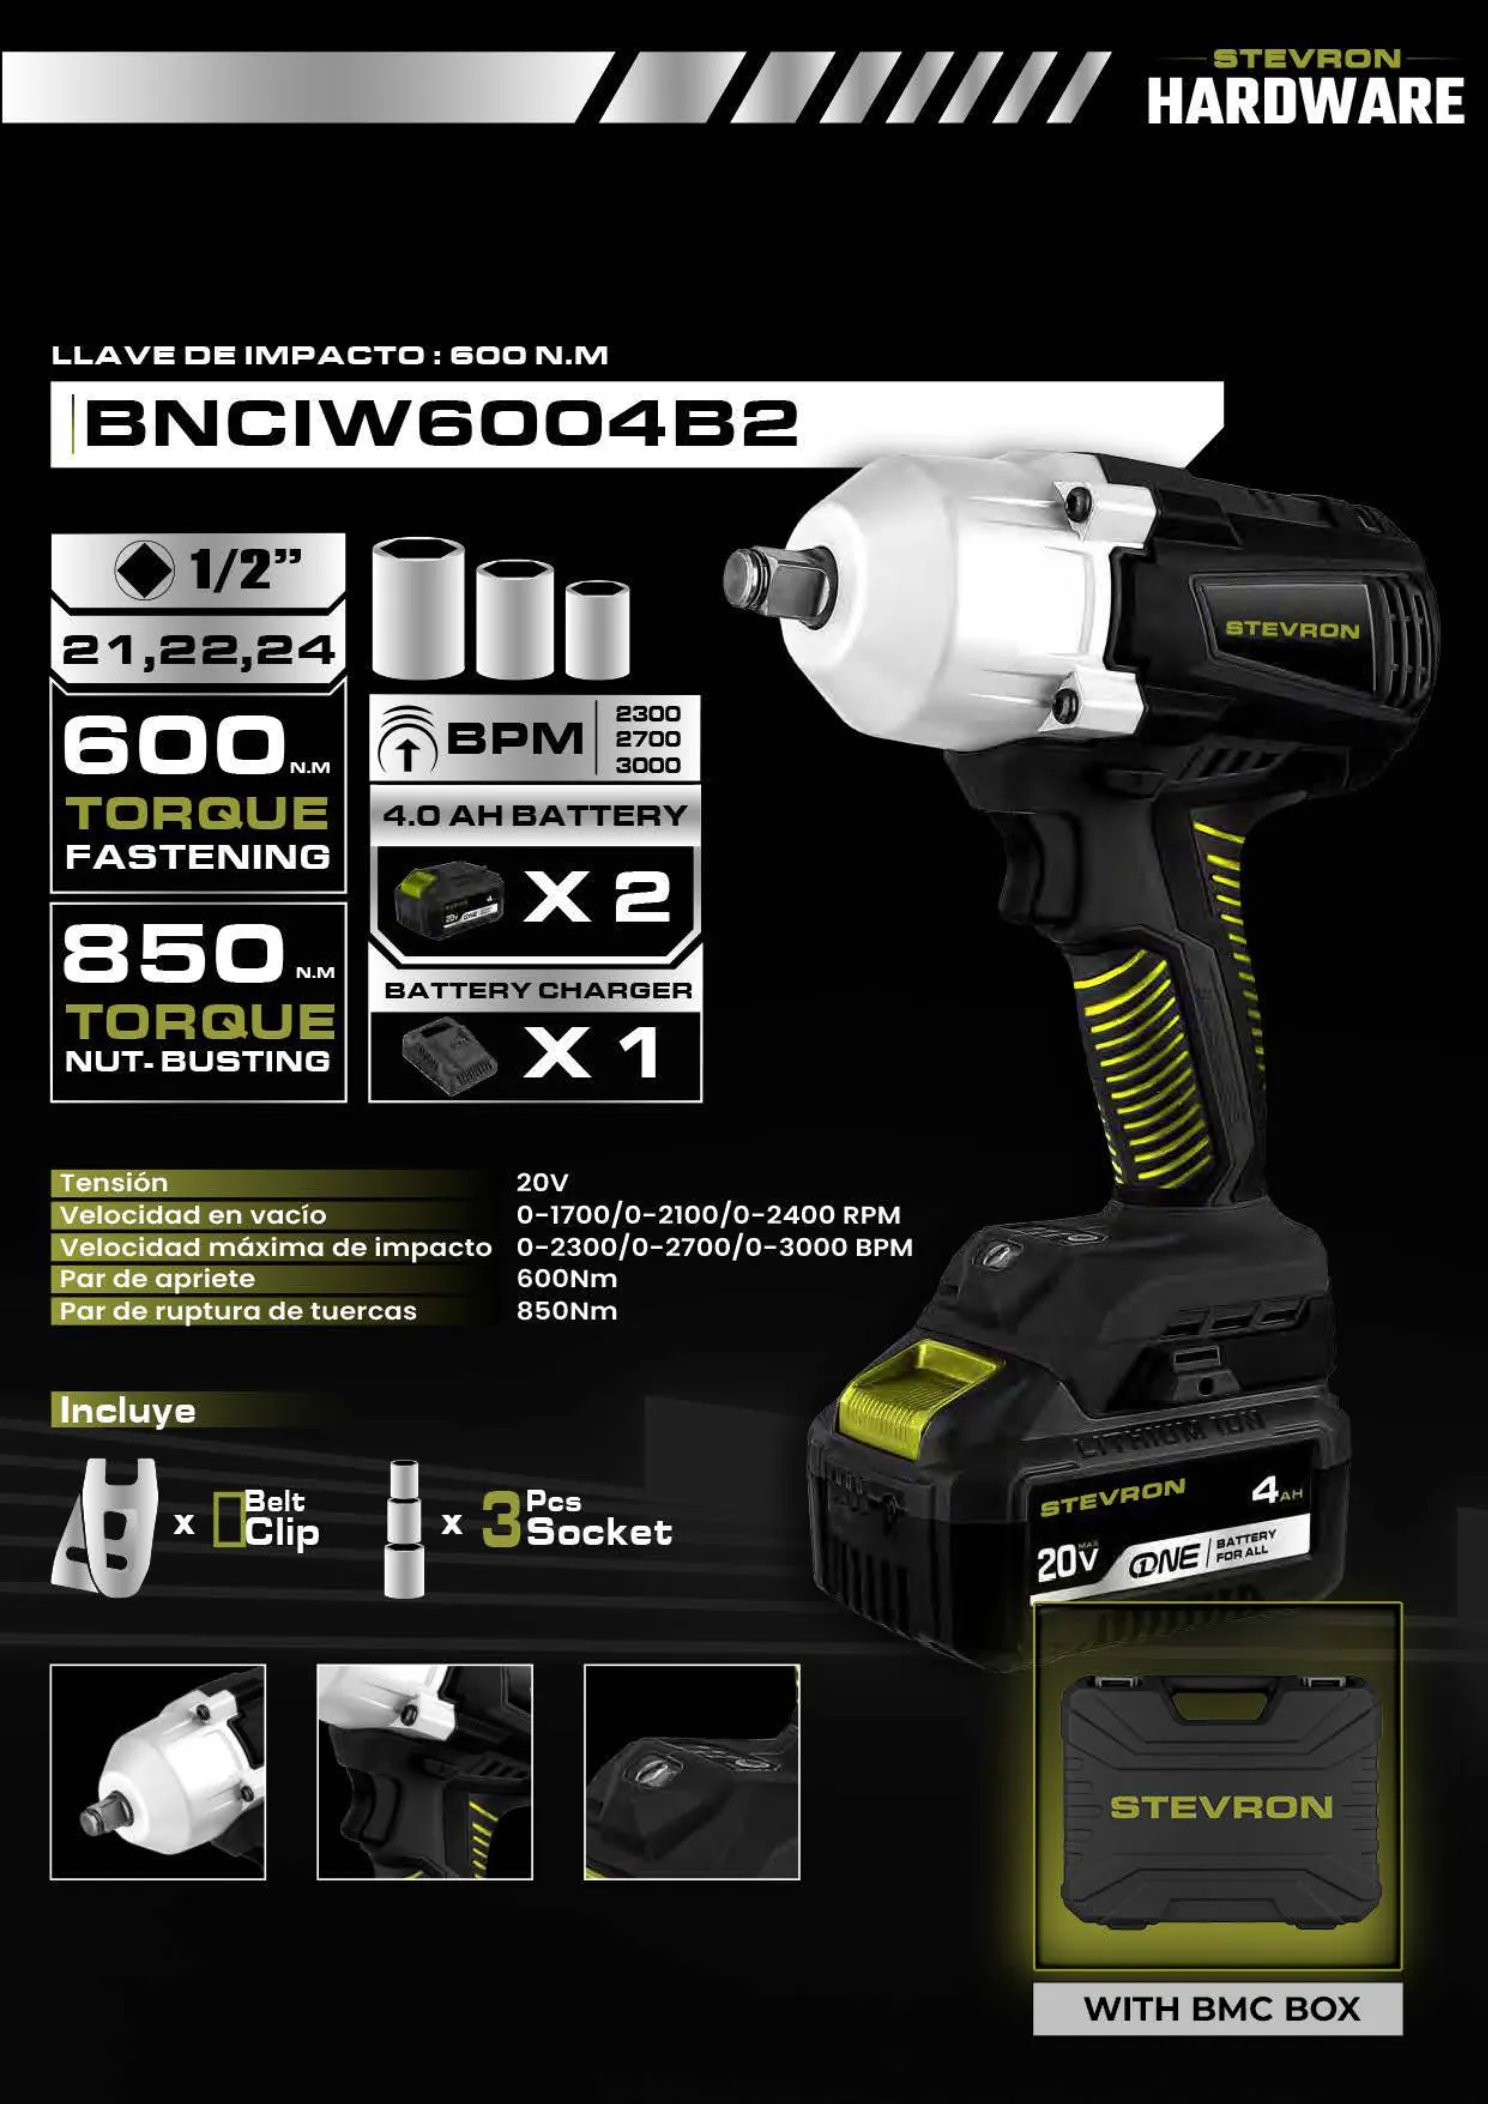 STEVRON
HARDWARE
LLAVE DE IMPACTO : 600 N.M
BNCIW6004B2
1/2"
21,22,24
600 N.M
TORQUE
FASTENING
850 N.M
TORQUE
NUT-BUSTING
BPM
2300
2700
3000
4.0 AH BATTERY
X 2
BATTERY CHARGER
X 1
STEVRON
Tensión 20V
Velocidad en vacío 0-1700/0-2100/0-2400 RPM
Velocidad máxima de impacto 0-2300/0-2700/0-3000 BPM
Par de apriete 600Nm
Par de ruptura de tuercas 850Nm
Incluye
x Belt
Clip
x 3 Pcs
Socket
LITHIUM ION
STEVRON 4AH
20V MAX ONE BATTERY
FOR ALL
STEVRON
WITH BMC BOX